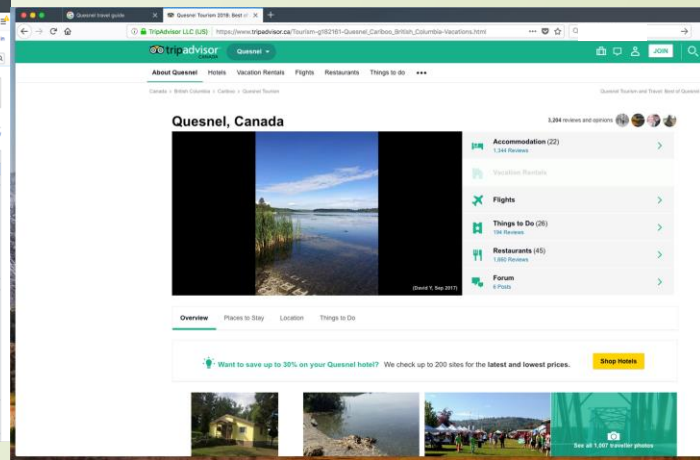 Quesnel travel guide
Quesnel Tourism 2018: Best of
TripAdvisor LLC (US)
https://www.tripadvisor.ca/Tourism-g182161-Quesnel_Cariboo_British_Columbia-Vacations.html
tripadvisor
CANADA
Quesnel
JOIN
About Quesnel Hotels Vacation Rentals Flights Restaurants Things to do
Canada > British Columbia > Cariboo > Quesnel Tourism
Quesnel Tourism and Travel: Best of Quesnel
Quesnel, Canada
3,204 reviews and opinions
Accommodation (22)
1,344 Reviews
Vacation Rentals
Flights
Things to Do (26)
194 Reviews
Restaurants (45)
1,660 Reviews
Forum
6 Posts
(David Y, Sep 2017)
Overview Places to Stay Location Things to Do
Want to save up to 30% on your Quesnel hotel? We check up to 200 sites for the latest and lowest prices.
Shop Hotels
See all 1,007 traveller photos